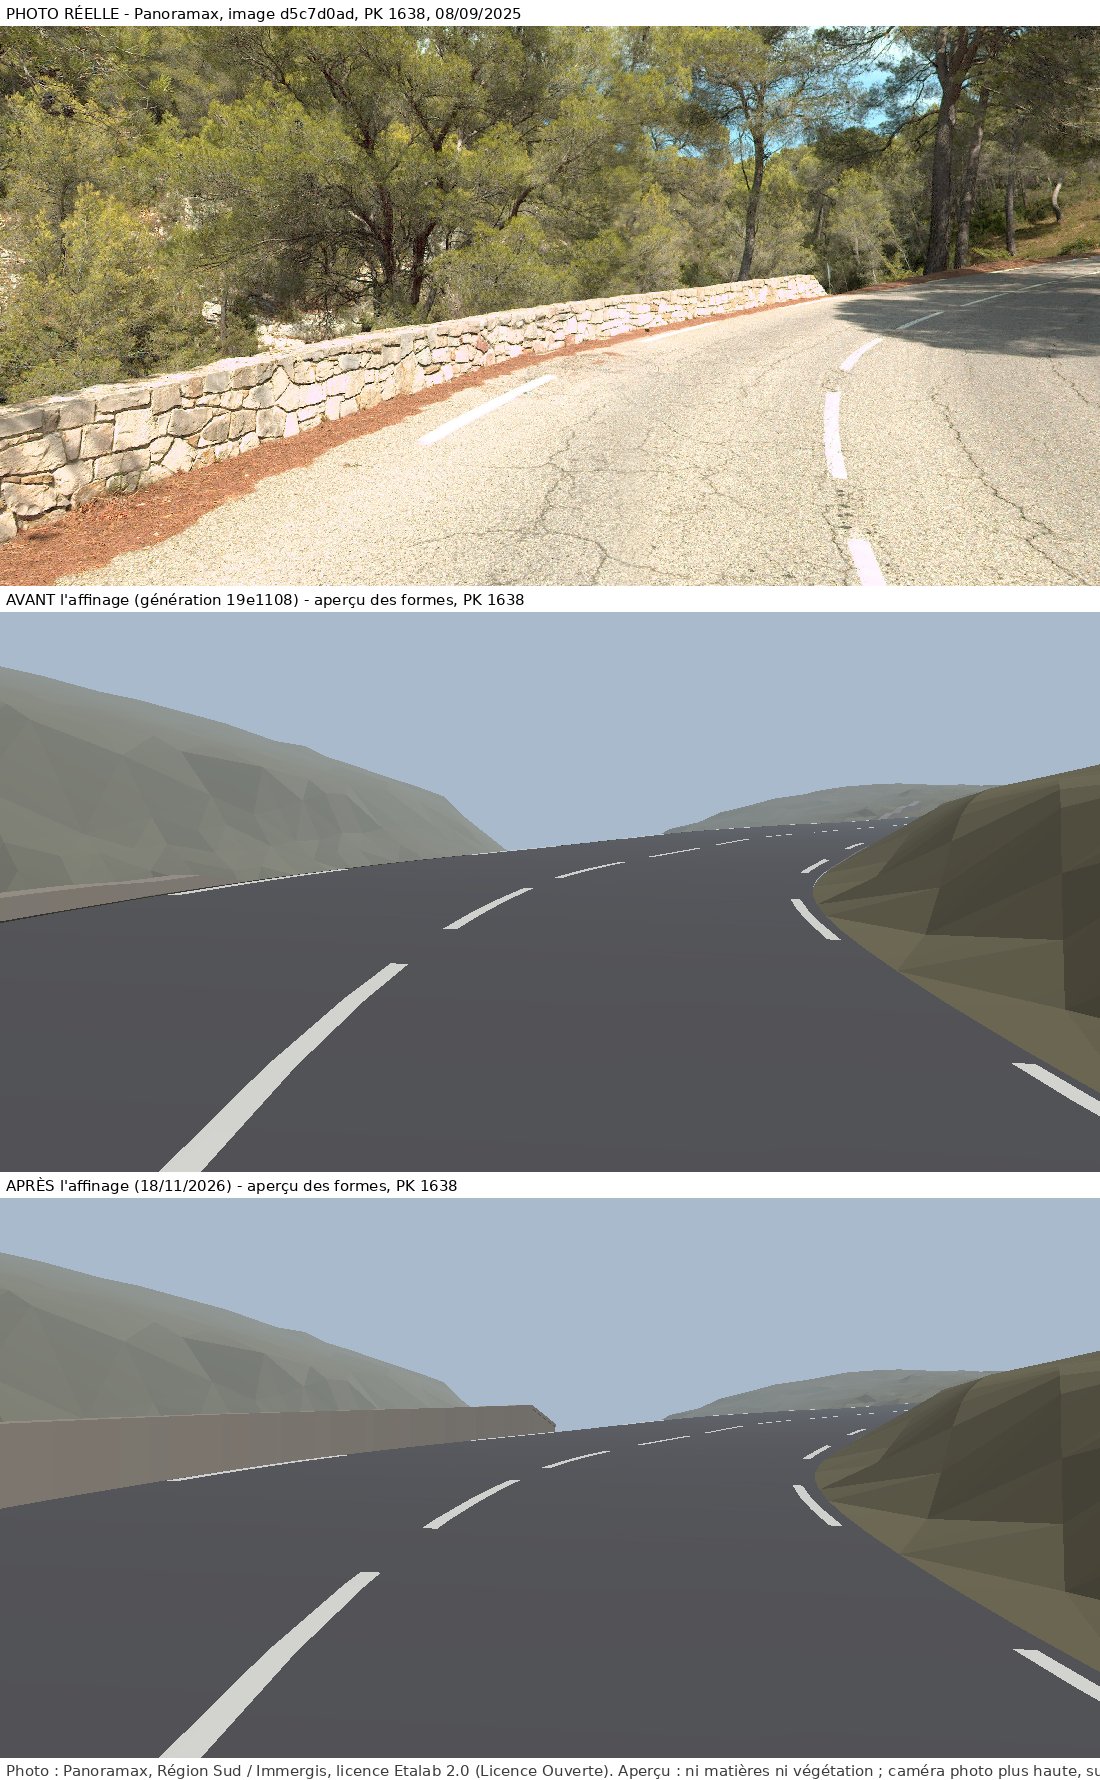 PHOTO RÉELLE - Panoramax, image d5c7d0ad, PK 1638, 08/09/2025
AVANT l'affinage (génération 19e1108) - aperçu des formes, PK 1638
APRÈS l'affinage (18/11/2026) - aperçu des formes, PK 1638
Photo : Panoramax, Région Sud / Immergis, licence Etalab 2.0 (Licence Ouverte). Aperçu : ni matières ni végétation ; caméra photo plus haute,